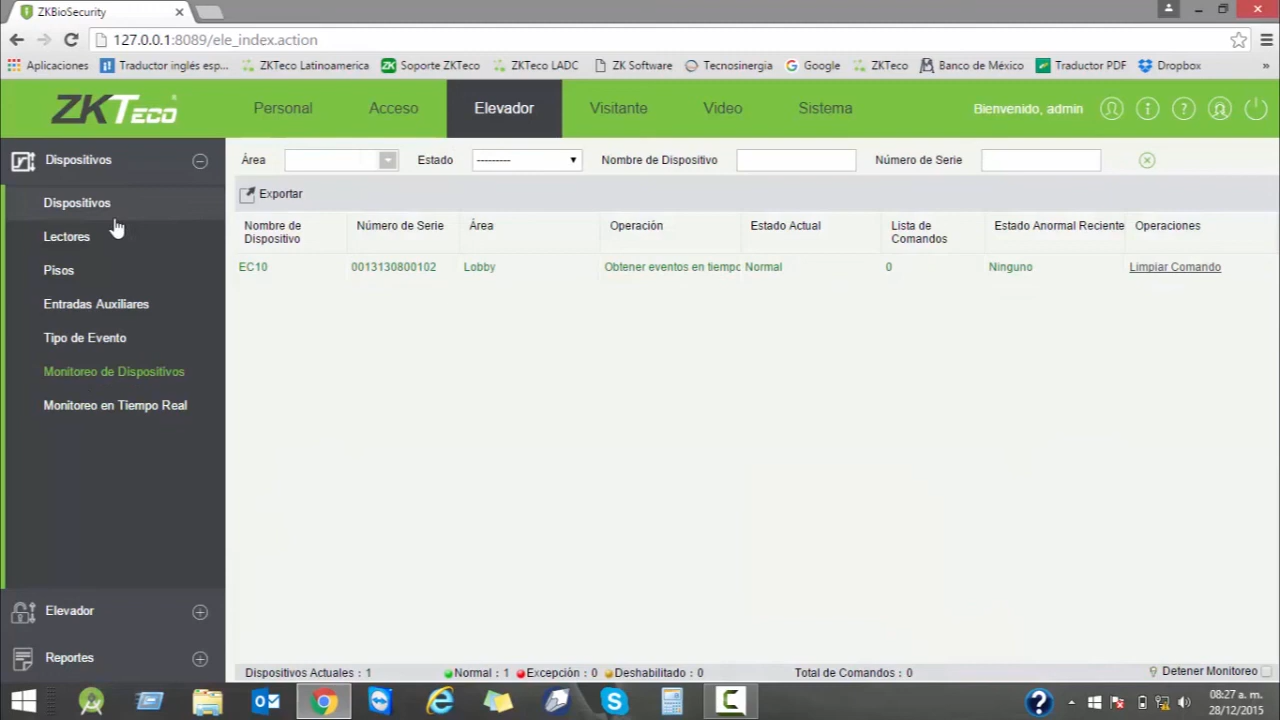 ZKBioSecurity
127.0.0.1:8089/ele_index.action
Aplicaciones
Traductor inglés esp...
ZKTeco Latinoamerica
Soporte ZKTeco
ZKTeco LADC
ZK Software
Tecnosinergia
Google
ZKTeco
Banco de México
Traductor PDF
Dropbox
»
ZKTECO
Personal
Acceso
Elevador
Visitante
Video
Sistema
Bienvenido, admin
Dispositivos
Área
Estado
---------
Nombre de Dispositivo
Número de Serie
Exportar
Dispositivos
Lectores
Pisos
Entradas Auxiliares
Tipo de Evento
Monitoreo de Dispositivos
Monitoreo en Tiempo Real
Nombre de Dispositivo
Número de Serie
Área
Operación
Estado Actual
Lista de Comandos
Estado Anormal Reciente
Operaciones
EC10
0013130800102
Lobby
Obtener eventos en tiempo
Normal
0
Ninguno
Limpiar Comando
Elevador
Reportes
Dispositivos Actuales : 1
Normal : 1
Excepción : 0
Deshabilitado : 0
Total de Comandos : 0
Detener Monitoreo
08:27 a. m.
28/12/2015